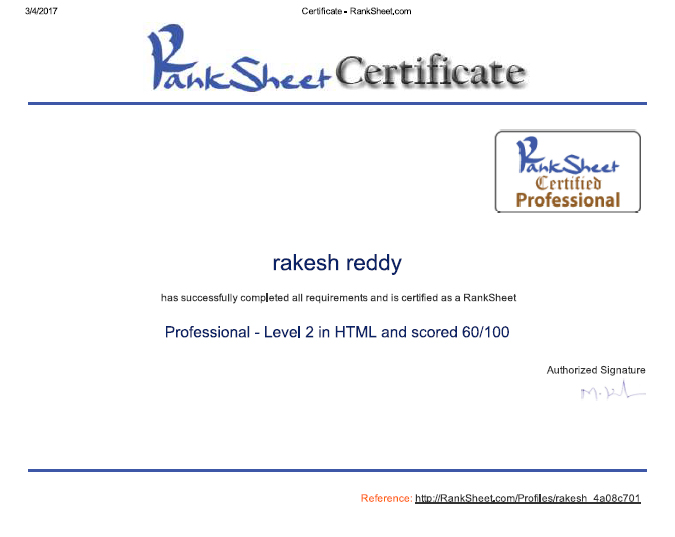 3/4/2017
Certificate - RankSheet.com
RankSheet Certificate
RankSheet
Certified
Professional
rakesh reddy
has successfully completed all requirements and is certified as a RankSheet
Professional - Level 2 in HTML and scored 60/100
Authorized Signature
Reference: http://RankSheet.com/Profiles/rakesh_4a08c701